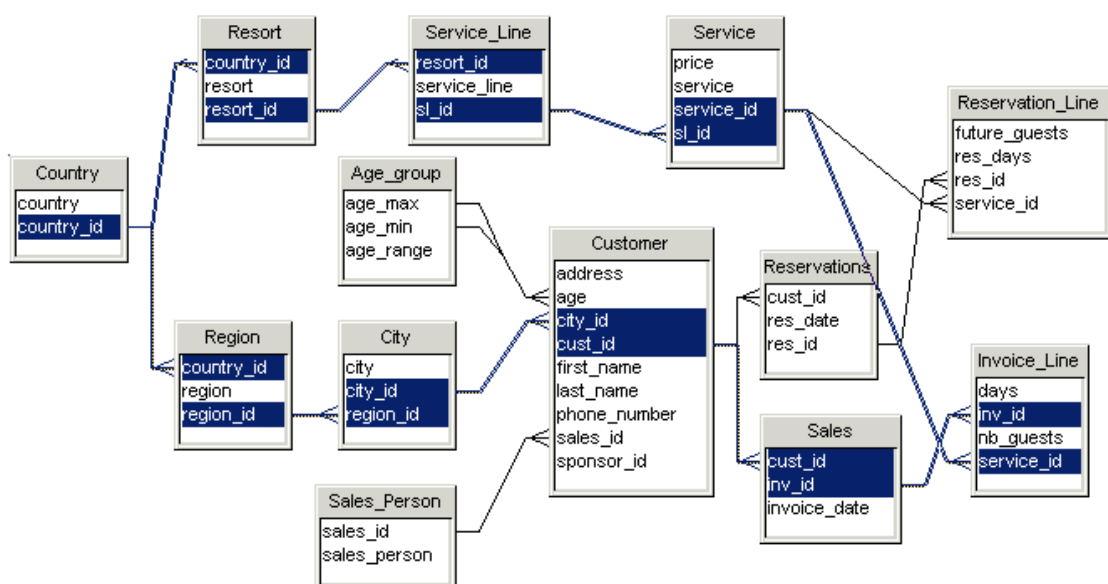 Resort
country_id
resort
resort_id
Service_Line
resort_id
service_line
sl_id
Service
price
service
service_id
sl_id
Reservation_Line
future_guests
res_days
res_id
service_id
Country
country
country_id
Age_group
age_max
age_min
age_range
Customer
address
age
city_id
cust_id
first_name
last_name
phone_number
sales_id
sponsor_id
Reservations
cust_id
res_date
res_id
Region
country_id
region
region_id
City
city
city_id
region_id
Invoice_Line
days
inv_id
nb_guests
service_id
Sales
cust_id
inv_id
invoice_date
Sales_Person
sales_id
sales_person